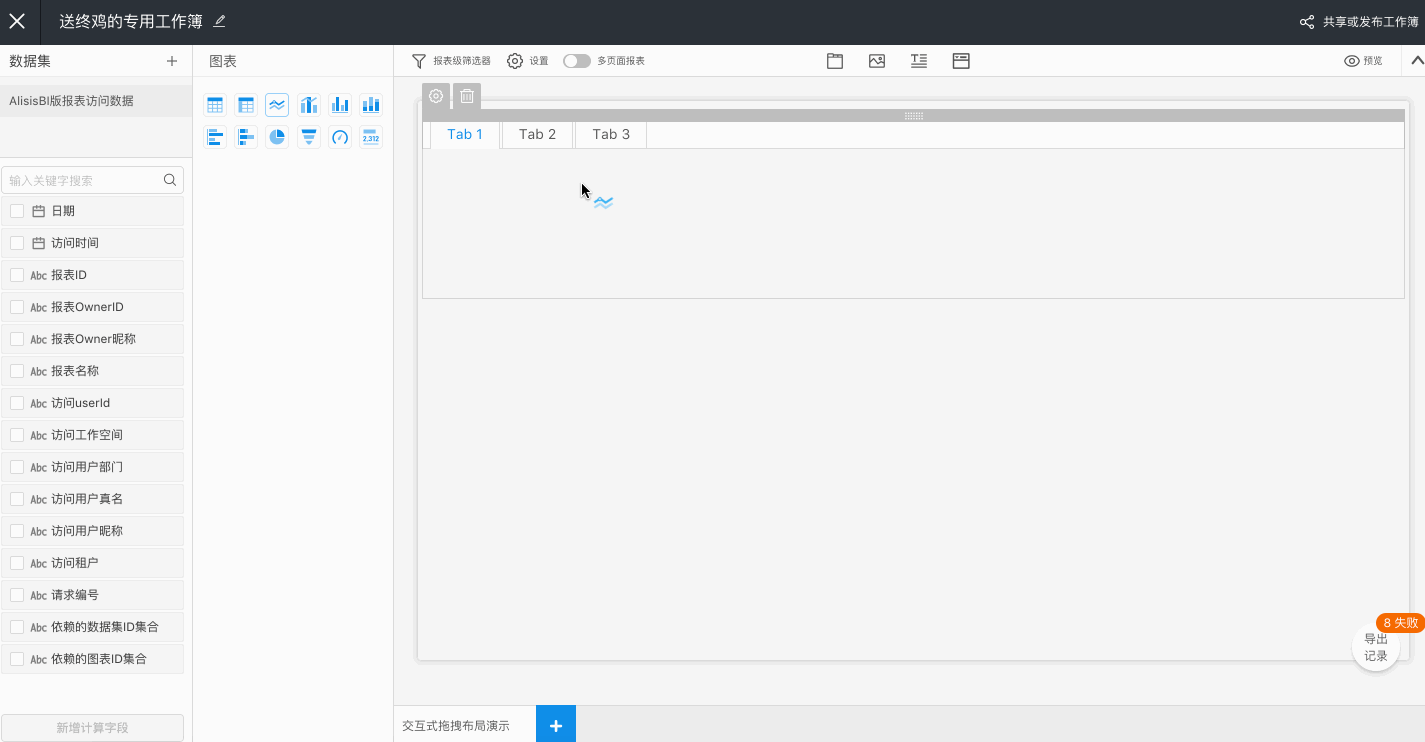 送终鸡的专用工作簿
共享或发布工作簿
数据集
图表
报表级筛选器
设置
多页面报表
预览
AlisisBI版报表访问数据
Tab 1
Tab 2
Tab 3
2,312
输入关键字搜索
日期
访问时间
Abc 报表ID
Abc 报表OwnerID
Abc 报表Owner昵称
Abc 报表名称
Abc 访问userId
Abc 访问工作空间
Abc 访问用户部门
Abc 访问用户真名
Abc 访问用户昵称
Abc 访问租户
Abc 请求编号
Abc 依赖的数据集ID集合
Abc 依赖的图表ID集合
8 失败
导出
记录
新增计算字段
交互式拖拽布局演示